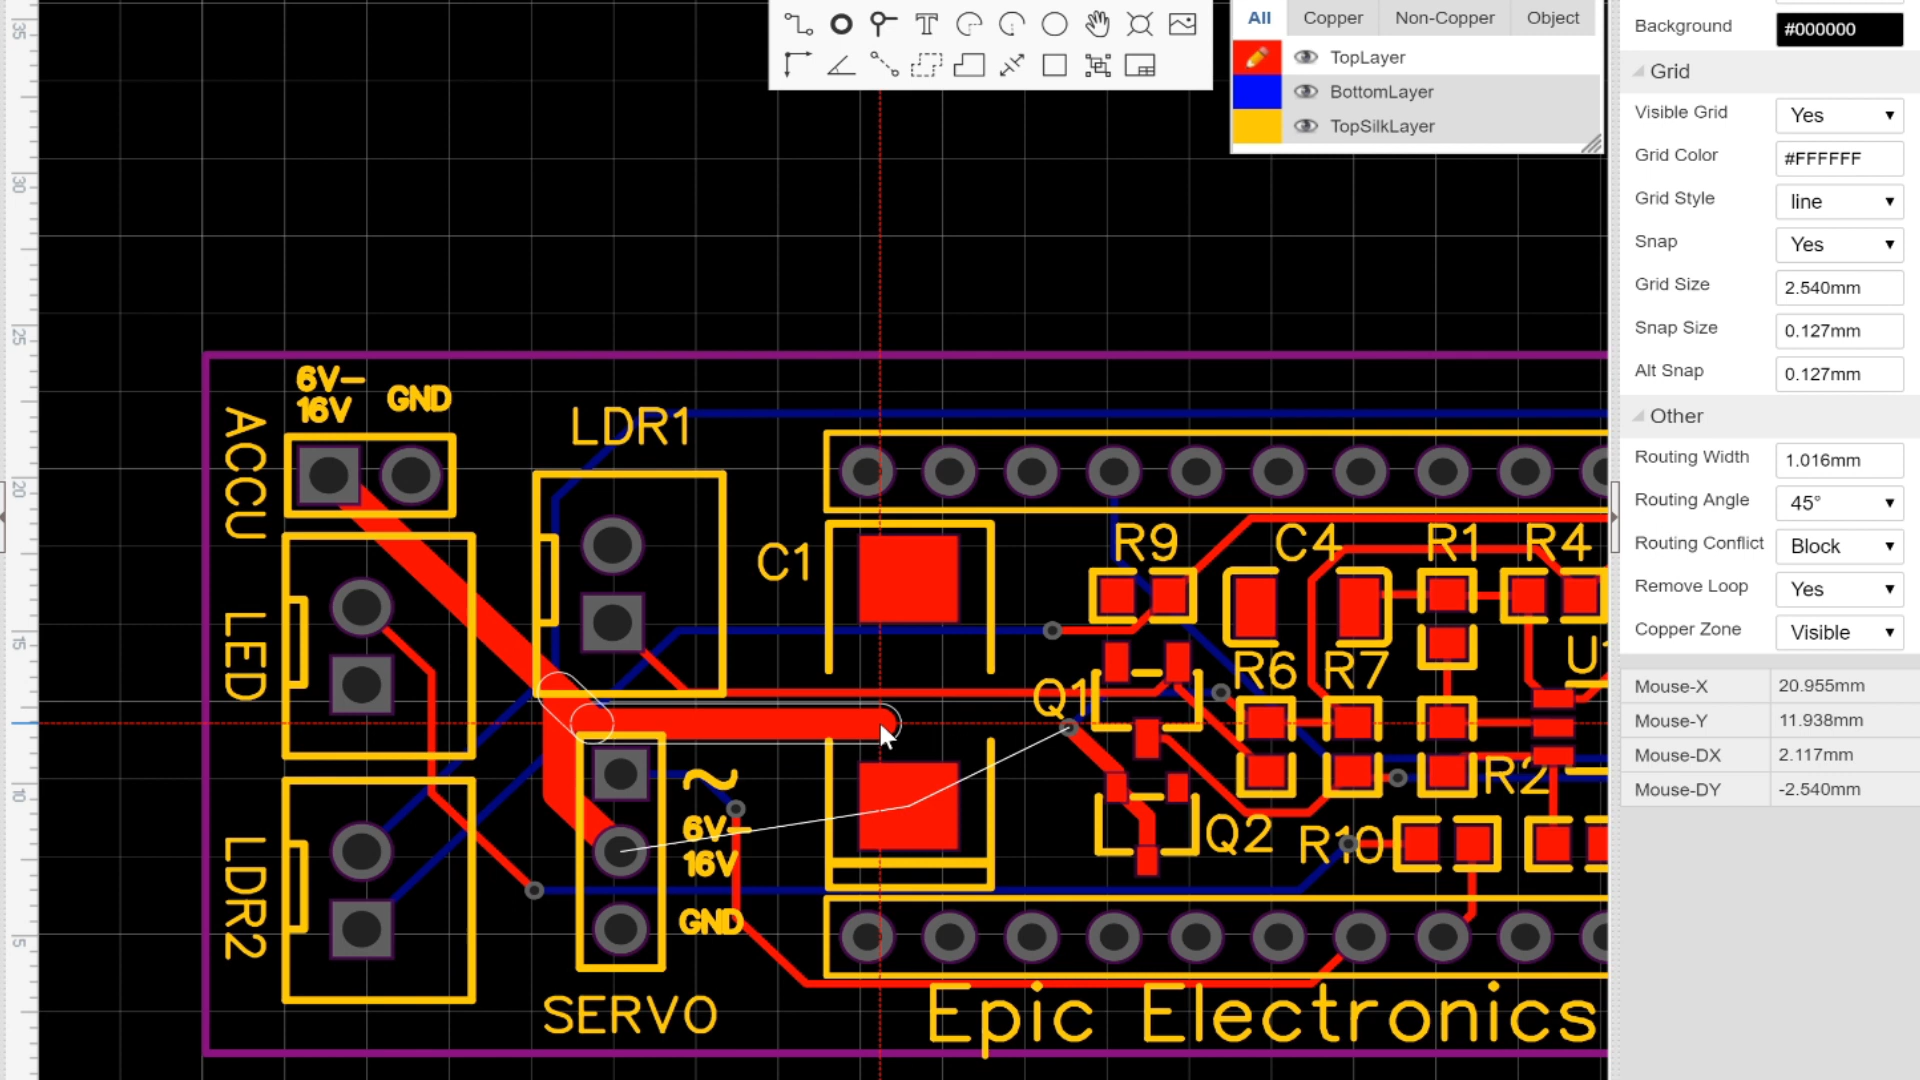 All Copper Non-Copper Object
TopLayer
BottomLayer
TopSilkLayer
Background #000000
Grid
Visible Grid Yes
Grid Color #FFFFFF
Grid Style line
Snap Yes
Grid Size 2.540mm
Snap Size 0.127mm
Alt Snap 0.127mm
Other
Routing Width 1.016mm
Routing Angle 45°
Routing Conflict Block
Remove Loop Yes
Copper Zone Visible
Mouse-X 20.955mm
Mouse-Y 11.938mm
Mouse-DX 2.117mm
Mouse-DY -2.540mm
35
30
25
20
15
10
5
6V-
16V
GND
ACCU
LED
LDR2
LDR1
C1
~
6V-
16V
GND
SERVO
R9
C4
R1
R4
R6
R7
Q1
R2
Q2
R10
Epic Electronics